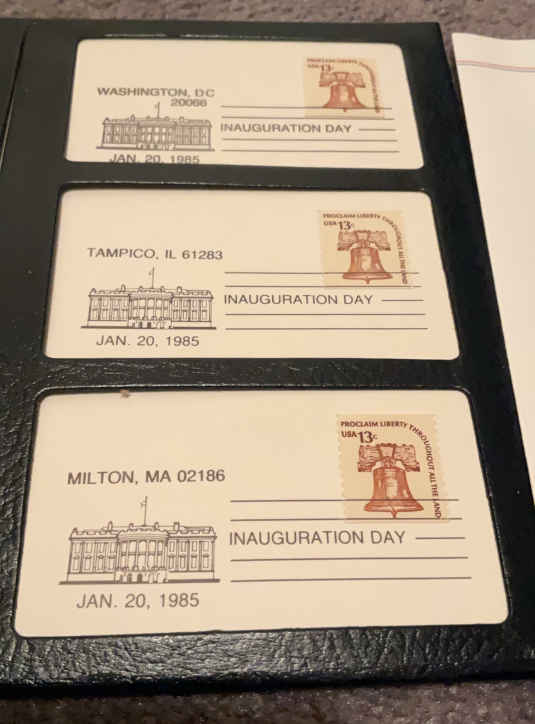 PROCLAIM LIBERTY THROUGHOUT ALL THE LAND
USA 13c
WASHINGTON, DC
20066
INAUGURATION DAY
JAN. 20, 1985
PROCLAIM LIBERTY THROUGHOUT ALL THE LAND
USA 13c
TAMPICO, IL 61283
INAUGURATION DAY
JAN. 20, 1985
PROCLAIM LIBERTY THROUGHOUT ALL THE LAND
USA 13c
MILTON, MA 02186
INAUGURATION DAY
JAN. 20, 1985